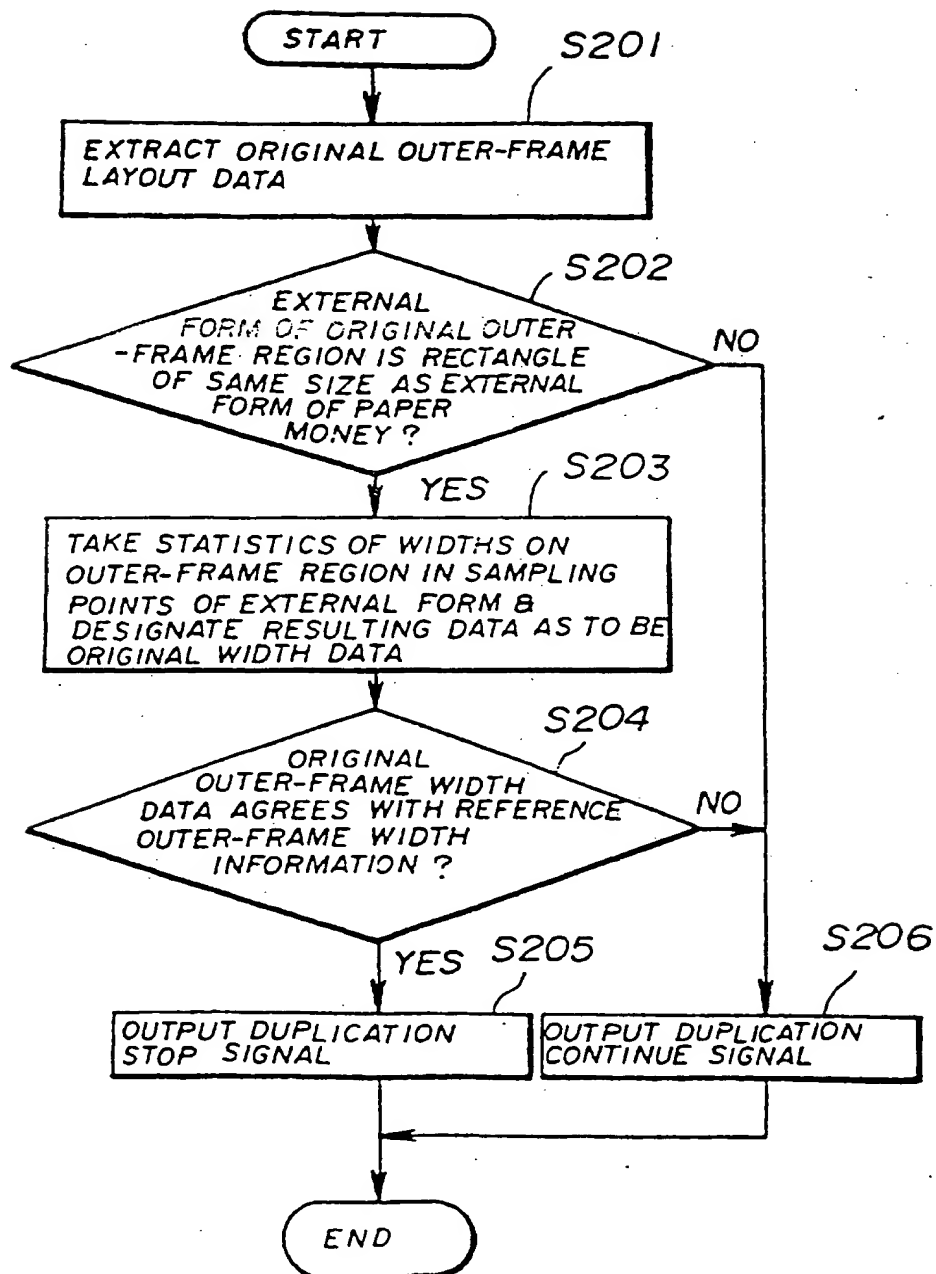 START
S201
EXTRACT ORIGINAL OUTER-FRAME
LAYOUT DATA
S202
EXTERNAL
FORM OF ORIGINAL OUTER
-FRAME REGION IS RECTANGLE
OF SAME SIZE AS EXTERNAL
FORM OF PAPER
MONEY ?
NO
YES
S203
TAKE STATISTICS OF WIDTHS ON
OUTER-FRAME REGION IN SAMPLING
POINTS OF EXTERNAL FORM &
DESIGNATE RESULTING DATA AS TO BE
ORIGINAL WIDTH DATA
S204
ORIGINAL
OUTER-FRAME WIDTH
DATA AGREES WITH REFERENCE
OUTER-FRAME WIDTH
INFORMATION ?
NO
YES
S205
OUTPUT DUPLICATION
STOP SIGNAL
S206
OUTPUT DUPLICATION
CONTINUE SIGNAL
END